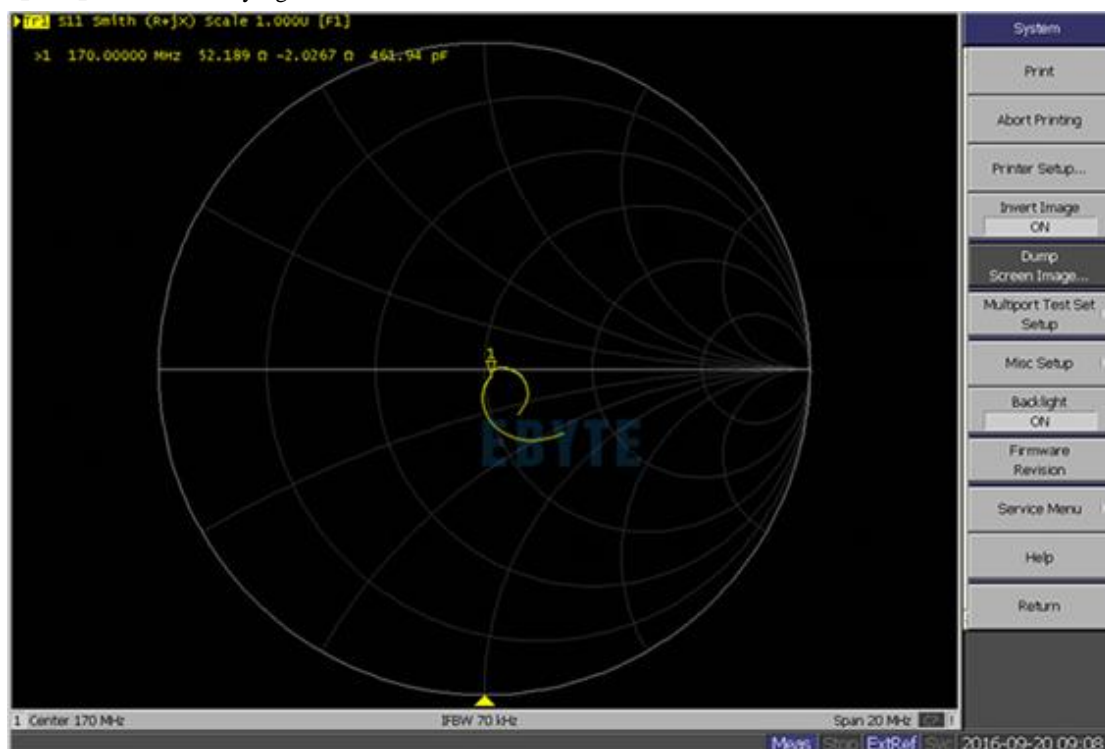 Tr1 S11 Smith (R+jX) Scale 1.000U [F1]
>1 170.00000 MHz 52.189 Ω -2.0267 Ω 461.94 pF
1
EBYTE
1 Center 170 MHz IFBW 70 kHz Span 20 MHz C? !
Meas Stop ExtRef Svc 2016-09-20 09:08
System
Print
Abort Printing
Printer Setup...
Invert Image
ON
Dump
Screen Image...
Multiport Test Set
Setup
Misc Setup
Backlight
ON
Firmware
Revision
Service Menu
Help
Return